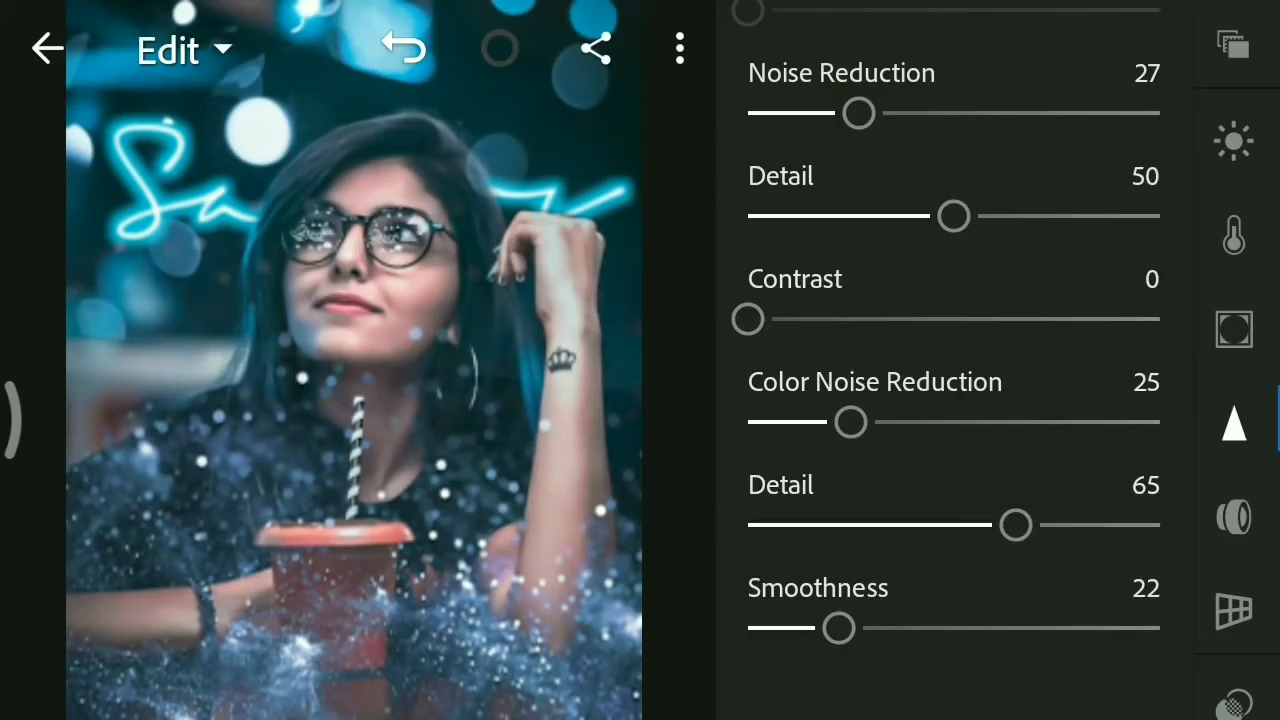 Edit
Noise Reduction 27
Detail 50
Contrast 0
Color Noise Reduction 25
Detail 65
Smoothness 22